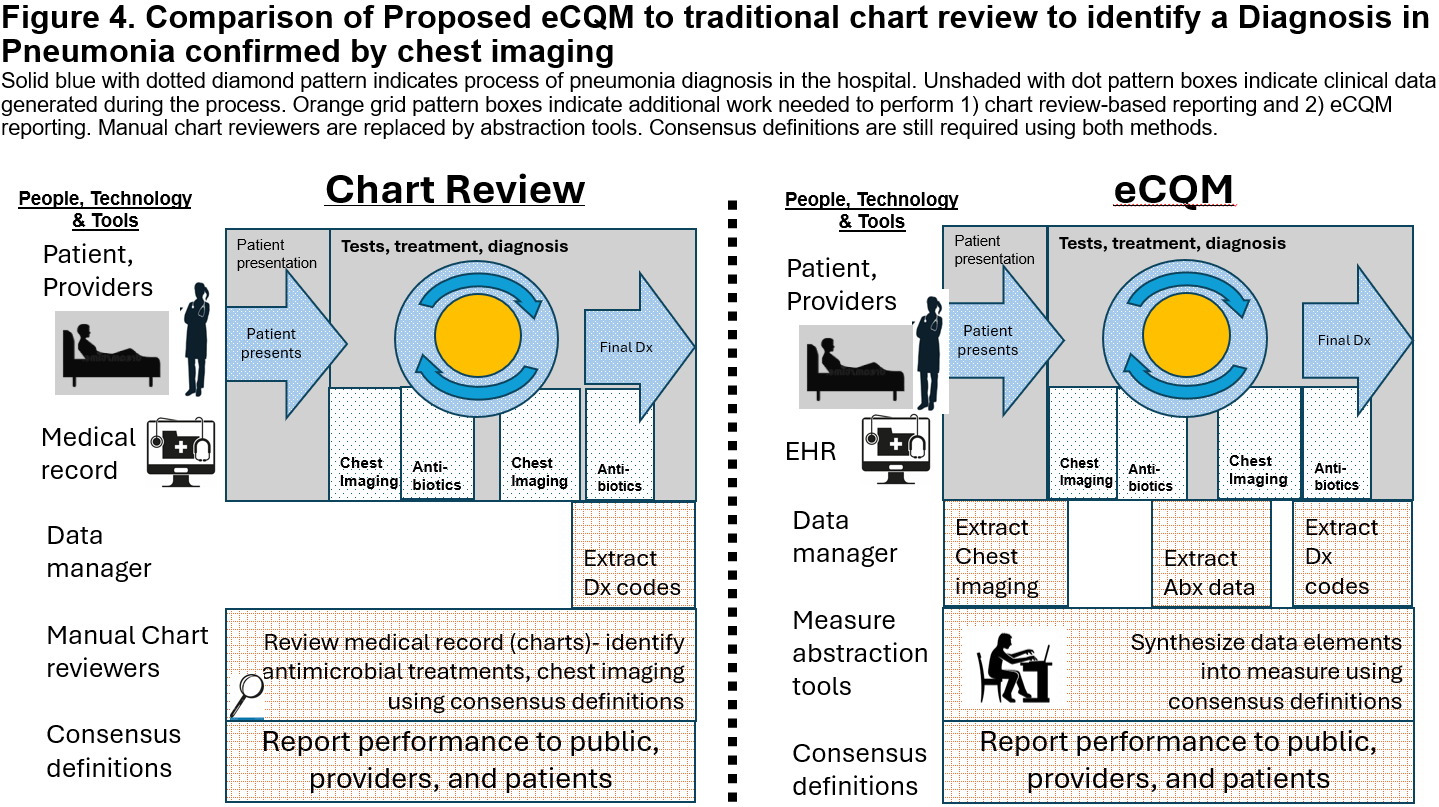 Figure 4. Comparison of Proposed eCQM to traditional chart review to identify a Diagnosis in
Pneumonia confirmed by chest imaging
Solid blue with dotted diamond pattern indicates process of pneumonia diagnosis in the hospital. Unshaded with dot pattern boxes indicate clinical data
generated during the process. Orange grid pattern boxes indicate additional work needed to perform 1) chart review-based reporting and 2) eCQM
reporting. Manual chart reviewers are replaced by abstraction tools. Consensus definitions are still required using both methods.
People, Technology
& Tools
Chart Review
Patient,
Providers
Patient
presentation
Tests, treatment, diagnosis
Patient
presents
Final Dx
Medical
record
Chest
Imaging
Anti-
biotics
Chest
Imaging
Anti-
biotics
Data
manager
Extract
Dx codes
Manual Chart
reviewers
Review medical record (charts)- identify
antimicrobial treatments, chest imaging
using consensus definitions
Consensus
definitions
Report performance to public,
providers, and patients
People, Technology
& Tools
eCQM
Patient,
Providers
Patient
presentation
Tests, treatment, diagnosis
Patient
presents
Final Dx
EHR
Chest
Imaging
Anti-
biotics
Chest
Imaging
Anti-
biotics
Data
manager
Extract
Chest
imaging
Extract
Abx data
Extract
Dx
codes
Measure
abstraction
tools
Synthesize data elements
into measure using
consensus definitions
Consensus
definitions
Report performance to public,
providers, and patients